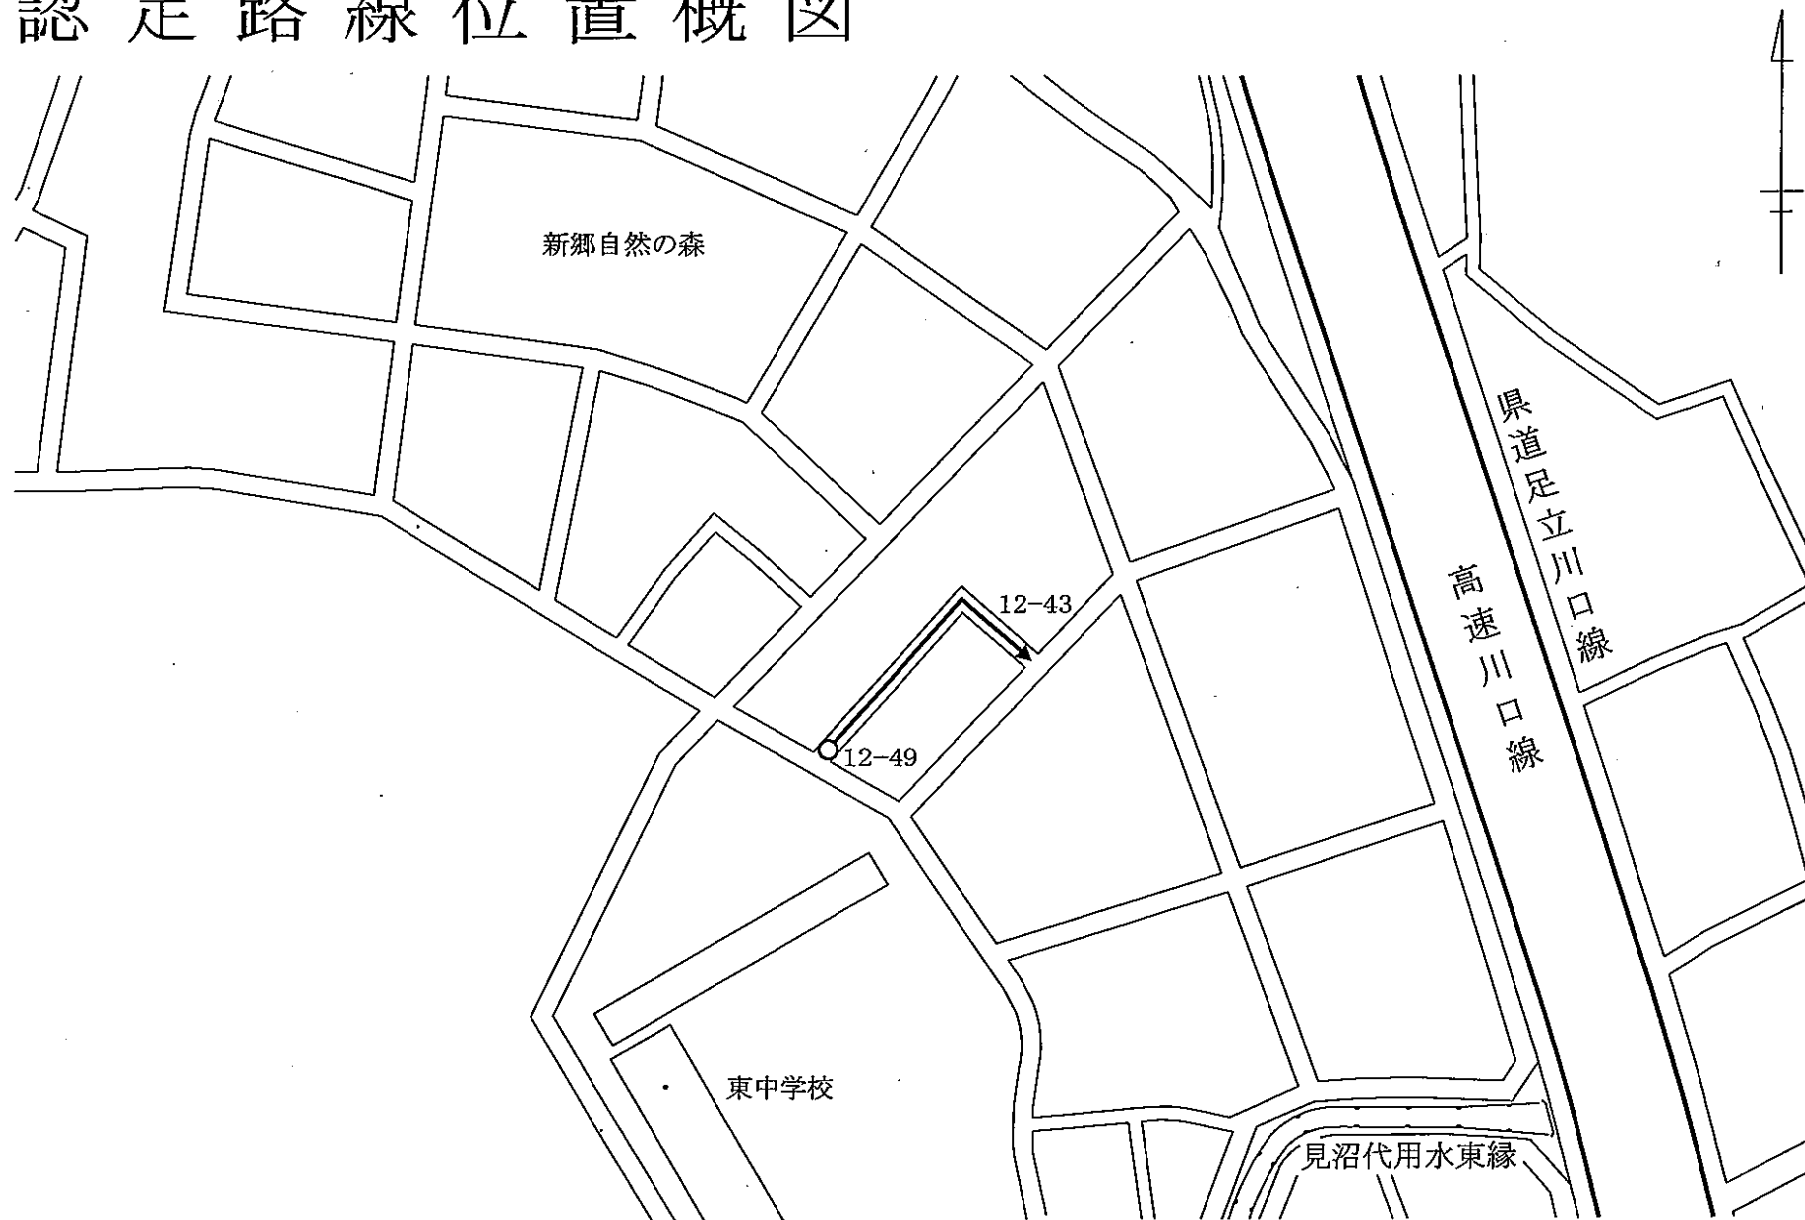 認定路線位置概図
新郷自然の森
県道足立川口線
高速川口線
12-43
12-49
東中学校
見沼代用水東縁